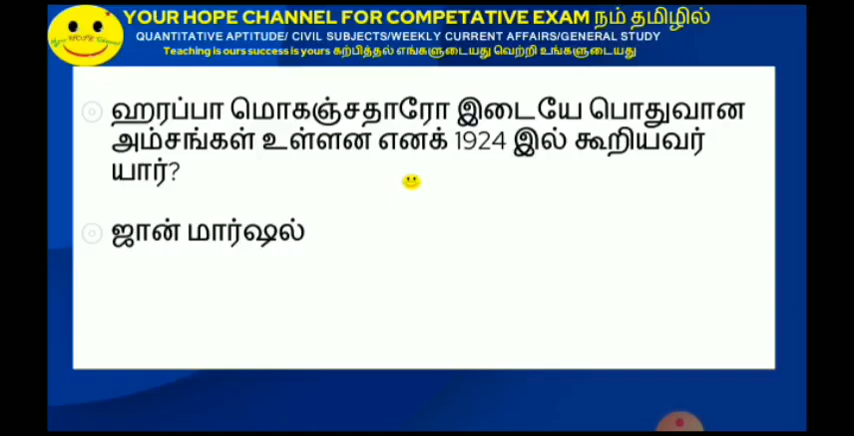 YOUR HOPE CHANNEL FOR COMPETATIVE EXAM நம் தமிழில்
QUANTITATIVE APTITUDE/ CIVIL SUBJECTS/WEEKLY CURRENT AFFAIRS/GENERAL STUDY
Teaching is ours success is yours கற்பித்தல் எங்களுடையது வெற்றி உங்களுடையது
ஹரப்பா மொகஞ்சதாரோ இடையே பொதுவான
அம்சங்கள் உள்ளன எனக் 1924 இல் கூறியவர்
யார்?
ஜான் மார்ஷல்